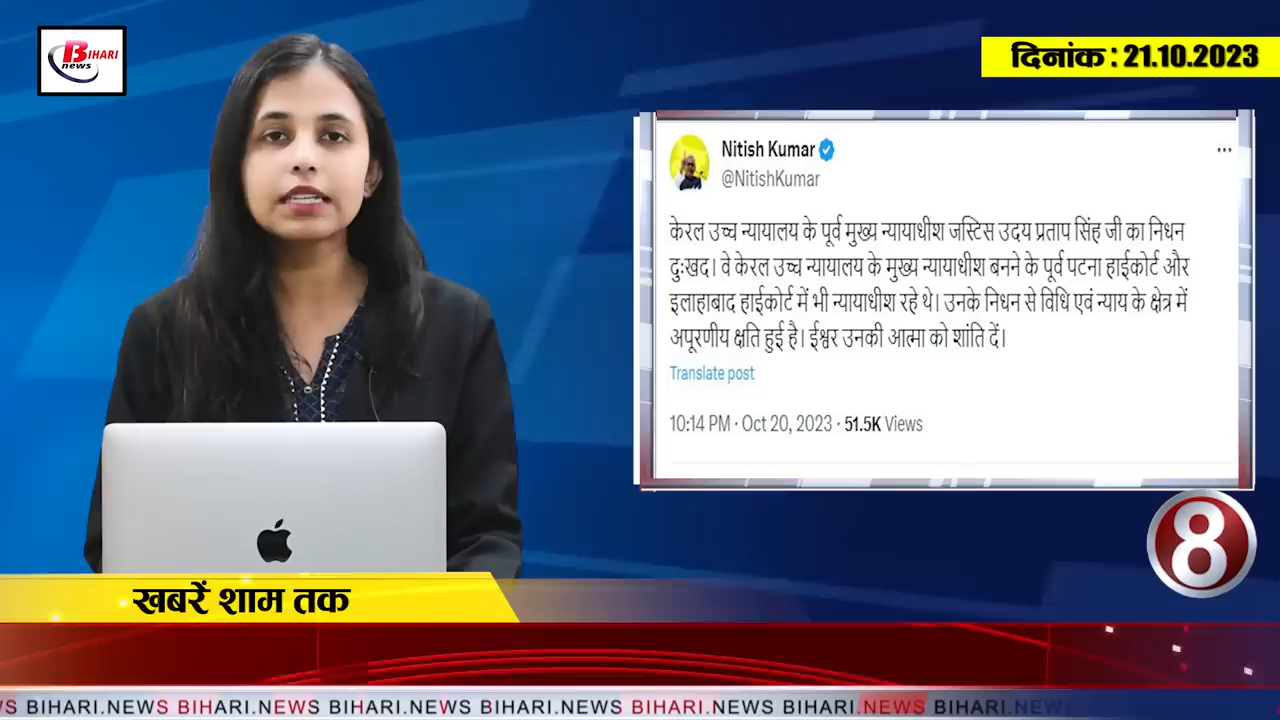 BIHARI
news
दिनांक : 21.10.2023
Nitish Kumar
@NitishKumar
केरल उच्च न्यायालय के पूर्व मुख्य न्यायाधीश जस्टिस उदय प्रताप सिंह जी का निधन
दुःखद। वे केरल उच्च न्यायालय के मुख्य न्यायाधीश बनने के पूर्व पटना हाईकोर्ट और
इलाहाबाद हाईकोर्ट में भी न्यायाधीश रहे थे। उनके निधन से विधि एवं न्याय के क्षेत्र में
अपूरणीय क्षति हुई है। ईश्वर उनकी आत्मा को शांति दें।
Translate post
10:14 PM · Oct 20, 2023 · 51.5K Views
8
खबरें शाम तक
WS BIHARI.NEWS BIHARI.NEWS BIHARI.NEWS BIHARI.NEWS BIHARI.NEWS BIHARI.NEWS BIHARI.NEWS